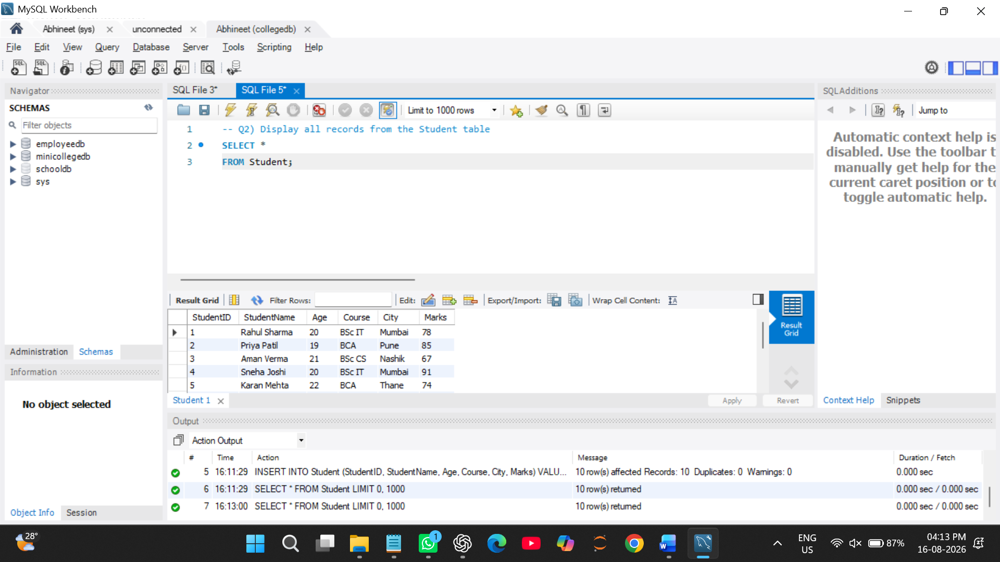 MySQL Workbench
Abhineet (sys)
unconnected
Abhineet (collegedb)
File Edit View Query Database Server Tools Scripting Help
Navigator
SCHEMAS
Filter objects
employeedb
minicollegedb
schooldb
sys
Administration Schemas
Information
No object selected
Object Info Session
SQL File 3*
SQL File 5*
Limit to 1000 rows
1 -- Q2) Display all records from the Student table
2 SELECT *
3 FROM Student;
Result Grid Filter Rows: Edit: Export/Import: Wrap Cell Content:
StudentID StudentName Age Course City Marks
1 Rahul Sharma 20 BSc IT Mumbai 78
2 Priya Patil 19 BCA Pune 85
3 Aman Verma 21 BSc CS Nashik 67
4 Sneha Joshi 20 BSc IT Mumbai 91
5 Karan Mehta 22 BCA Thane 74
Result
Grid
Student 1
Apply Revert
SQLAdditions
Jump to
Automatic context help is
disabled. Use the toolbar t
manually get help for the
current caret position or to
toggle automatic help.
Context Help Snippets
Output
Action Output
# Time Action Message Duration / Fetch
5 16:11:29 INSERT INTO Student (StudentID, StudentName, Age, Course, City, Marks) VALU... 10 row(s) affected Records: 10 Duplicates: 0 Warnings: 0 0.000 sec
6 16:11:29 SELECT * FROM Student LIMIT 0, 1000 10 row(s) returned 0.000 sec / 0.000 sec
7 16:13:00 SELECT * FROM Student LIMIT 0, 1000 10 row(s) returned 0.000 sec / 0.000 sec
28°
1
ENG
US
87%
04:13 PM
16-08-2026